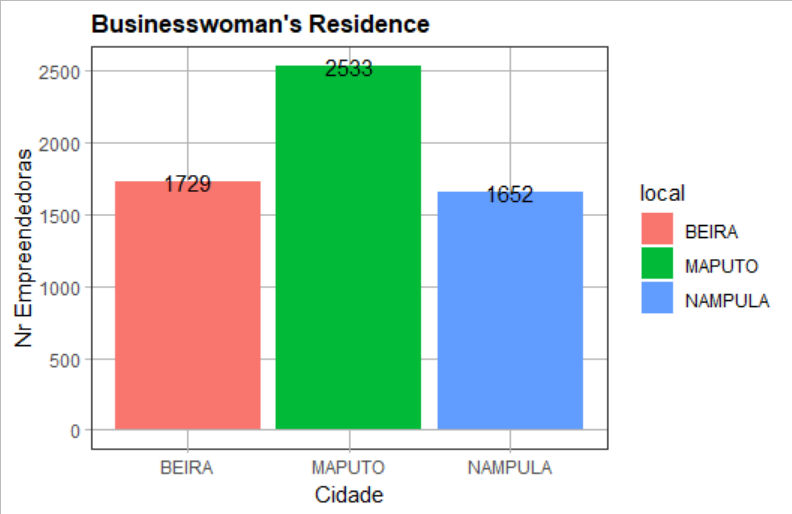 Businesswoman's Residence
Nr Empreendedoras
2500
2000
1500
1000
500
0
1729
2533
1652
BEIRA
MAPUTO
NAMPULA
Cidade
local
BEIRA
MAPUTO
NAMPULA